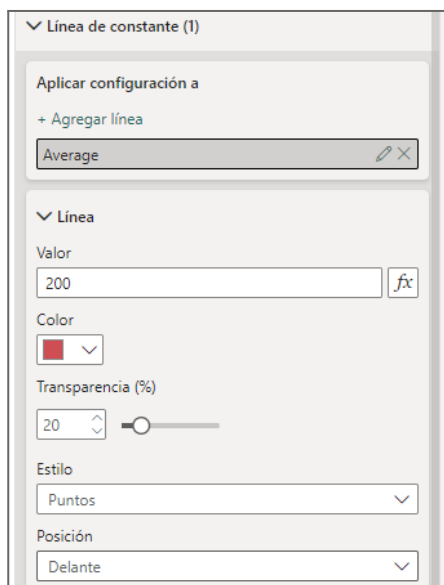 Línea de constante (1)
Aplicar configuración a
+ Agregar línea
Average
Línea
Valor
200
fx
Color
Transparencia (%)
20
Estilo
Puntos
Posición
Delante